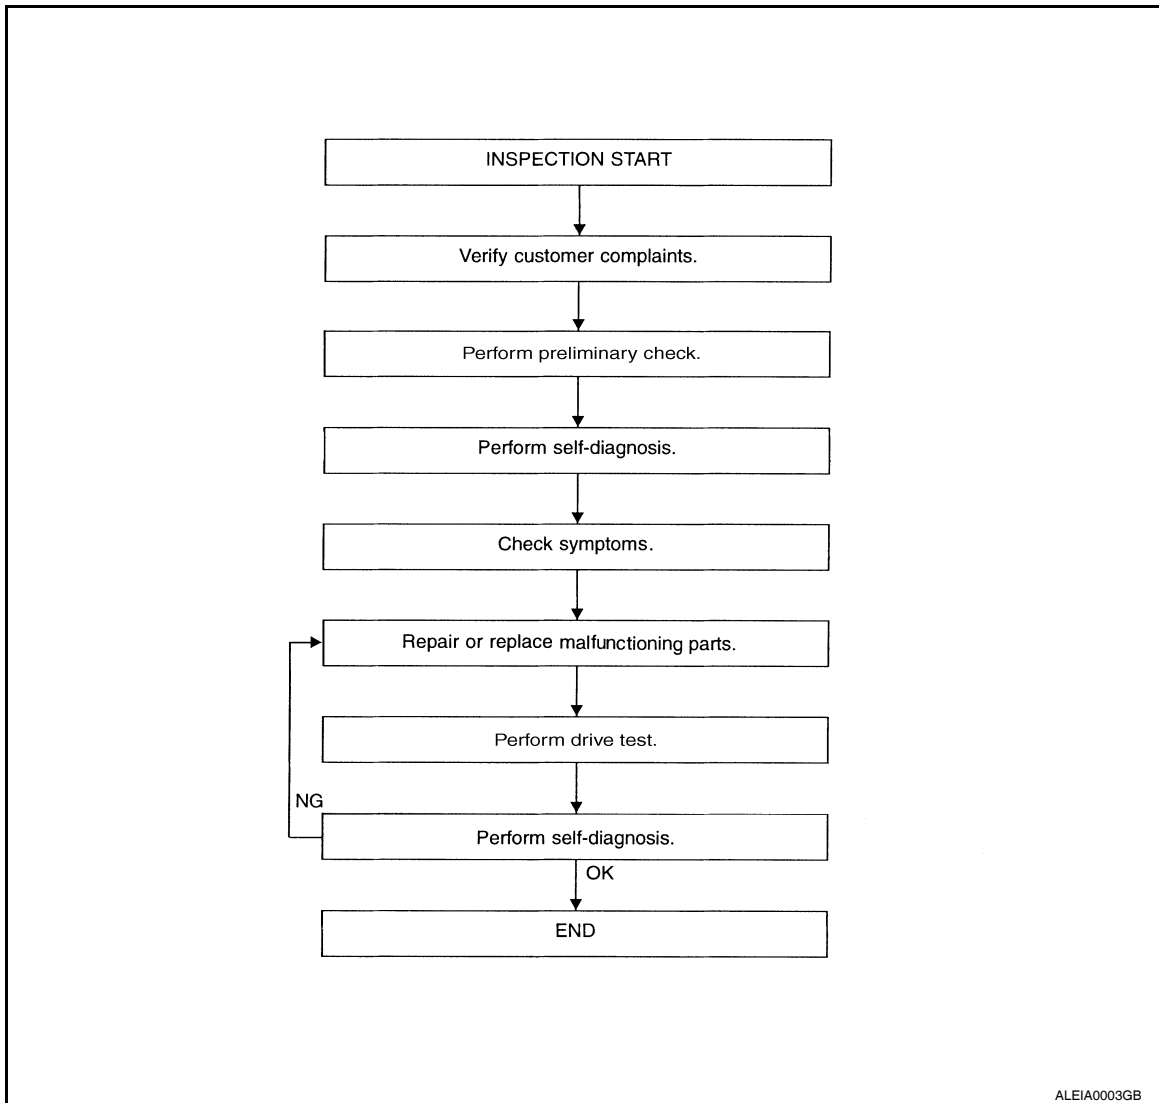 INSPECTION START
Verify customer complaints.
Perform preliminary check.
Perform self-diagnosis.
Check symptoms.
Repair or replace malfunctioning parts.
Perform drive test.
NG
Perform self-diagnosis.
OK
END
ALEIA0003GB